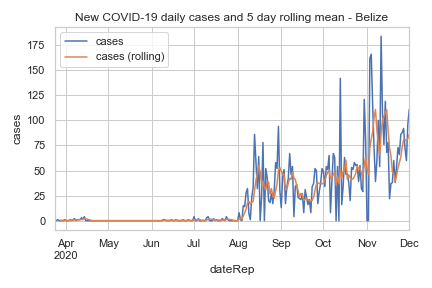 New COVID-19 daily cases and 5 day rolling mean - Belize
cases
cases (rolling)
cases
175
150
125
100
75
50
25
0
Apr May Jun Jul Aug Sep Oct Nov Dec
2020
dateRep